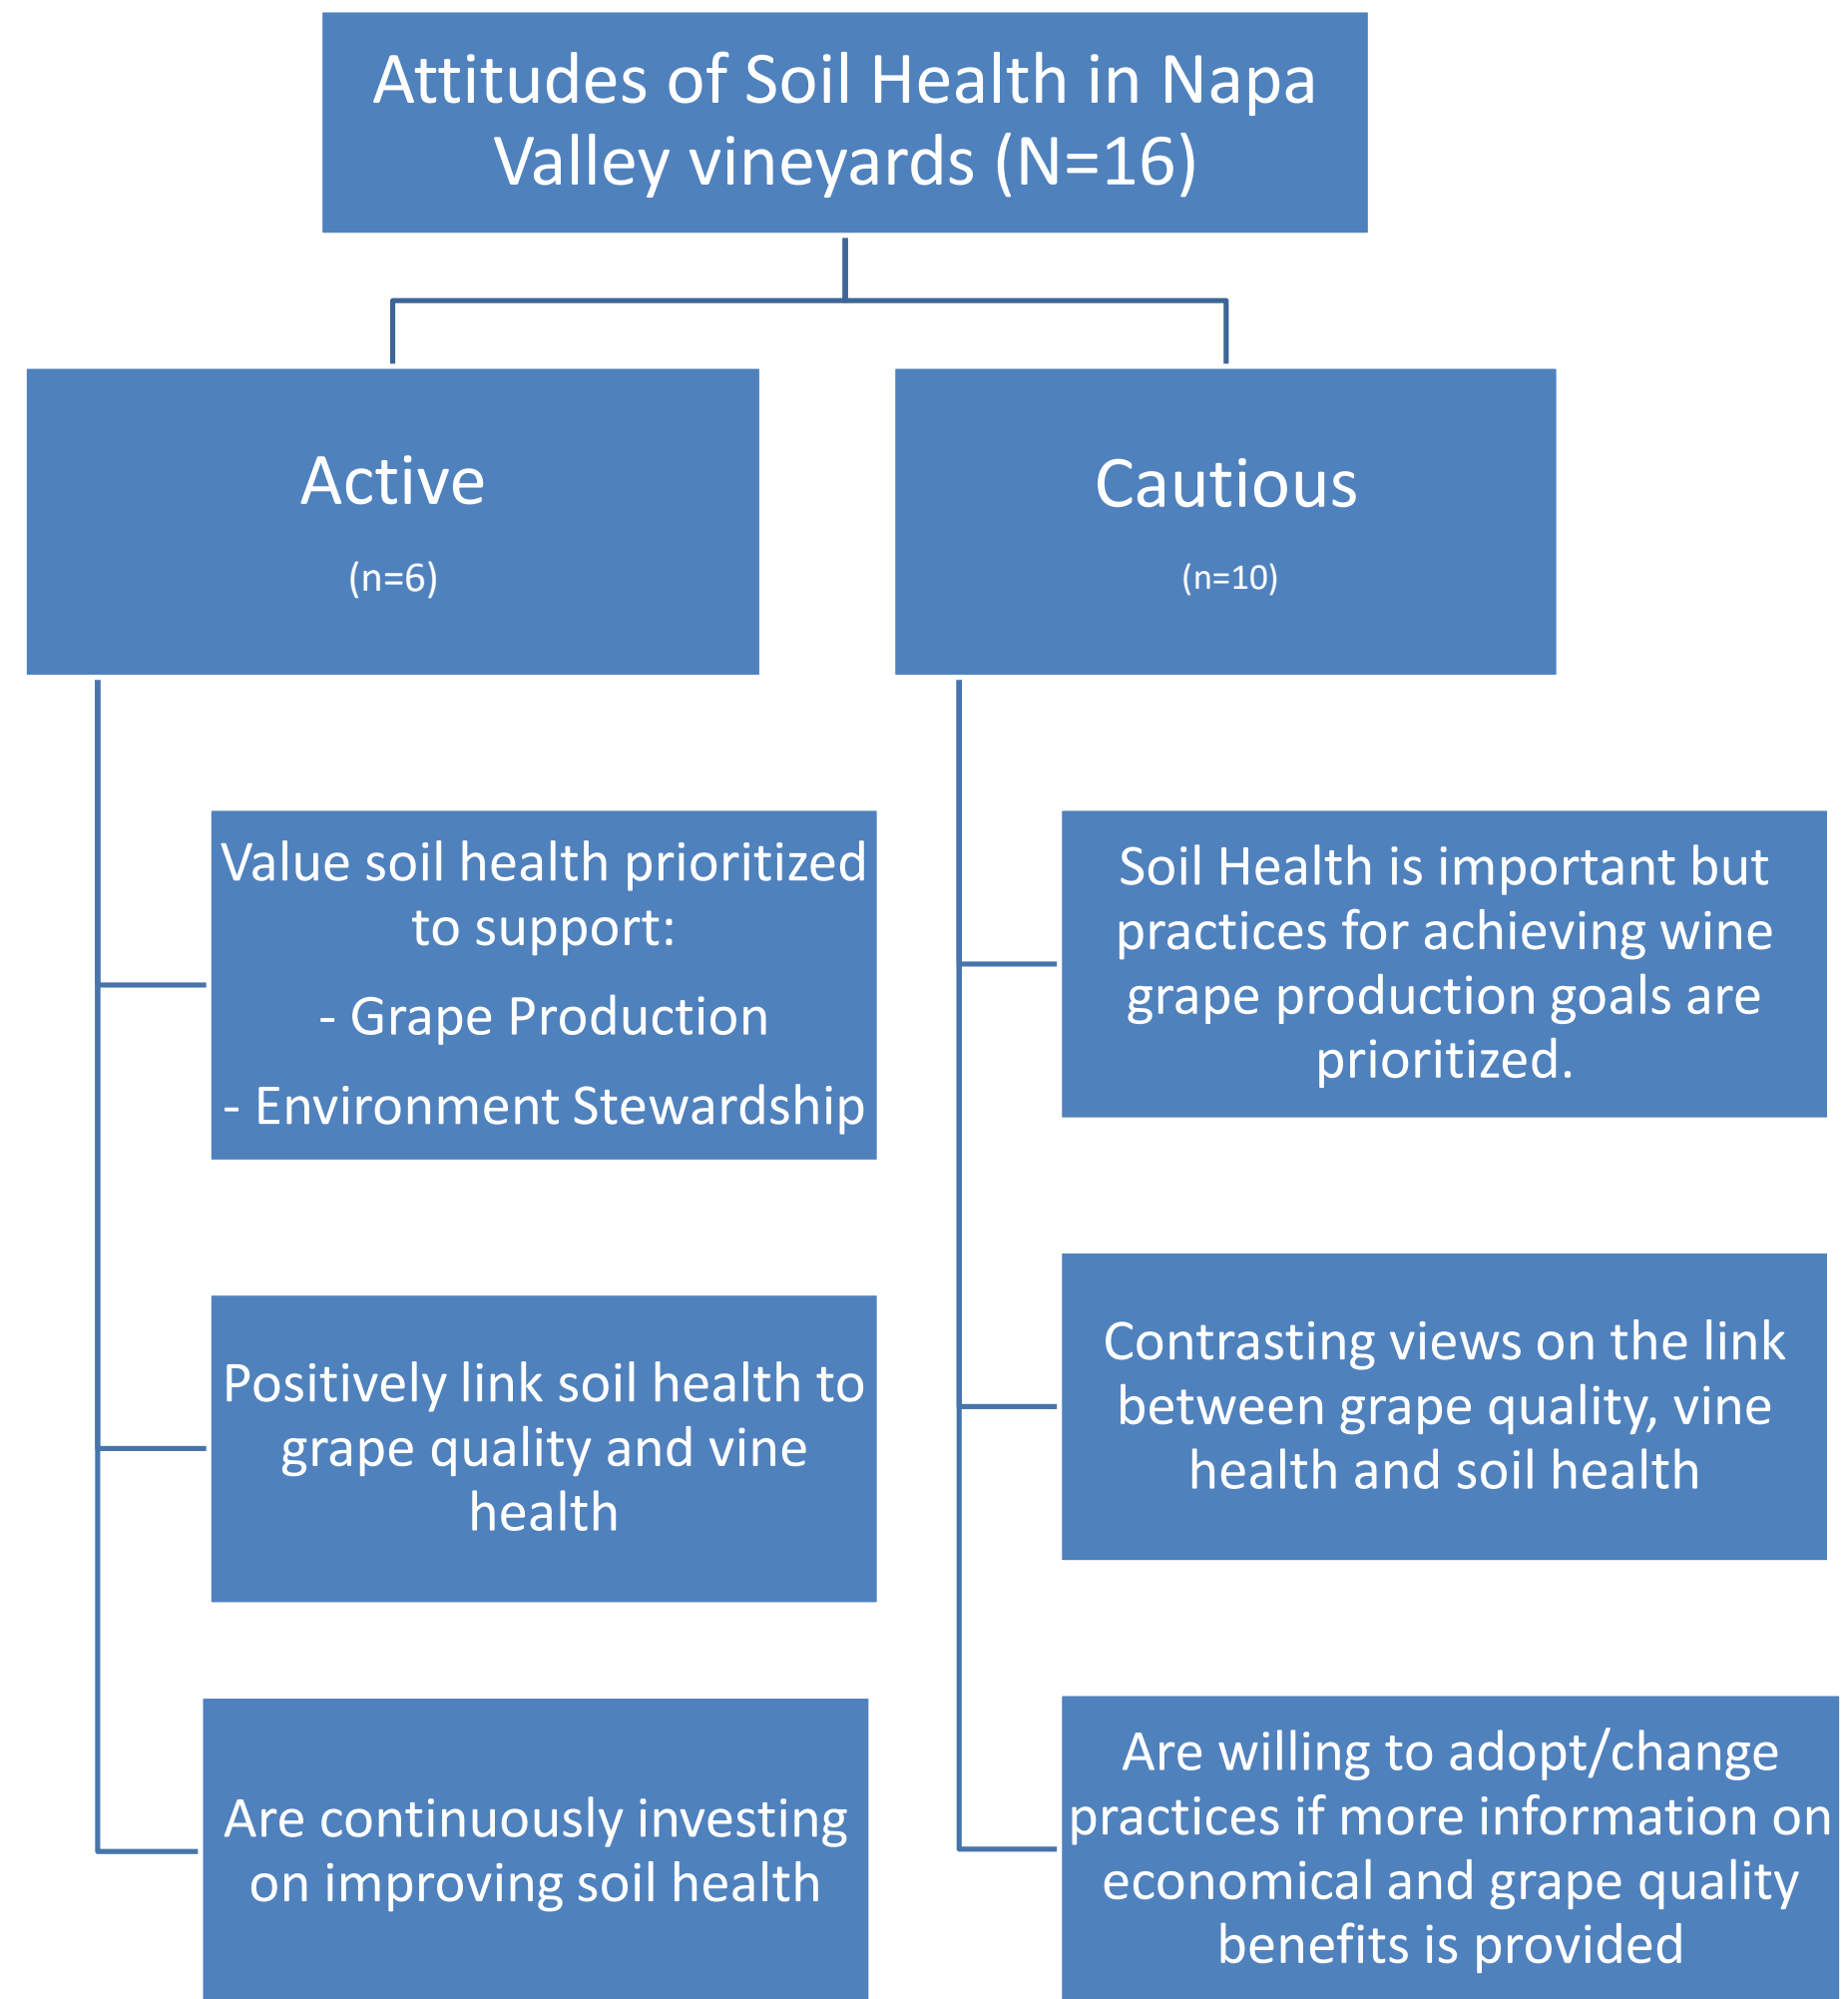 Attitudes of Soil Health in Napa
Valley vineyards (N=16)
Active
(n=6)
Value soil health prioritized
to support:
- Grape Production
- Environment Stewardship
Positively link soil health to
grape quality and vine
health
Are continuously investing
on improving soil health
Cautious
(n=10)
Soil Health is important but
practices for achieving wine
grape production goals are
prioritized.
Contrasting views on the link
between grape quality, vine
health and soil health
Are willing to adopt/change
practices if more information on
economical and grape quality
benefits is provided